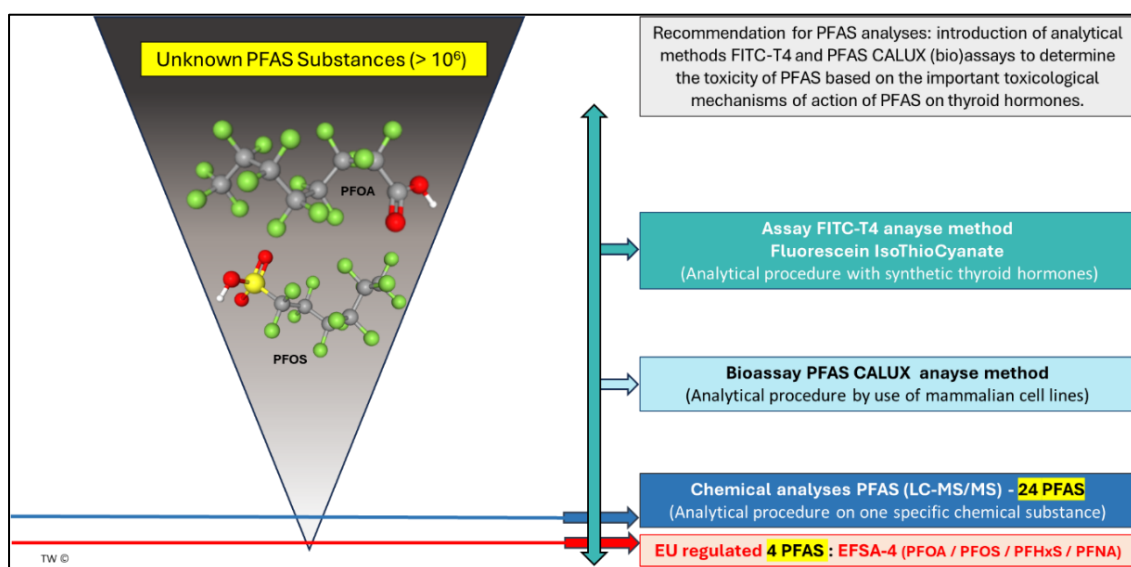 Unknown PFAS Substances (> 10⁶)
PFOA
PFOS
TW ©
Recommendation for PFAS analyses: introduction of analytical
methods FITC-T4 and PFAS CALUX (bio)assays to determine
the toxicity of PFAS based on the important toxicological
mechanisms of action of PFAS on thyroid hormones.
Assay FITC-T4 anayse method
Fluorescein IsoThioCyanate
(Analytical procedure with synthetic thyroid hormones)
Bioassay PFAS CALUX anayse method
(Analytical procedure by use of mammalian cell lines)
Chemical analyses PFAS (LC-MS/MS) - 24 PFAS
(Analytical procedure on one specific chemical substance)
EU regulated 4 PFAS : EFSA-4 (PFOA / PFOS / PFHxS / PFNA)